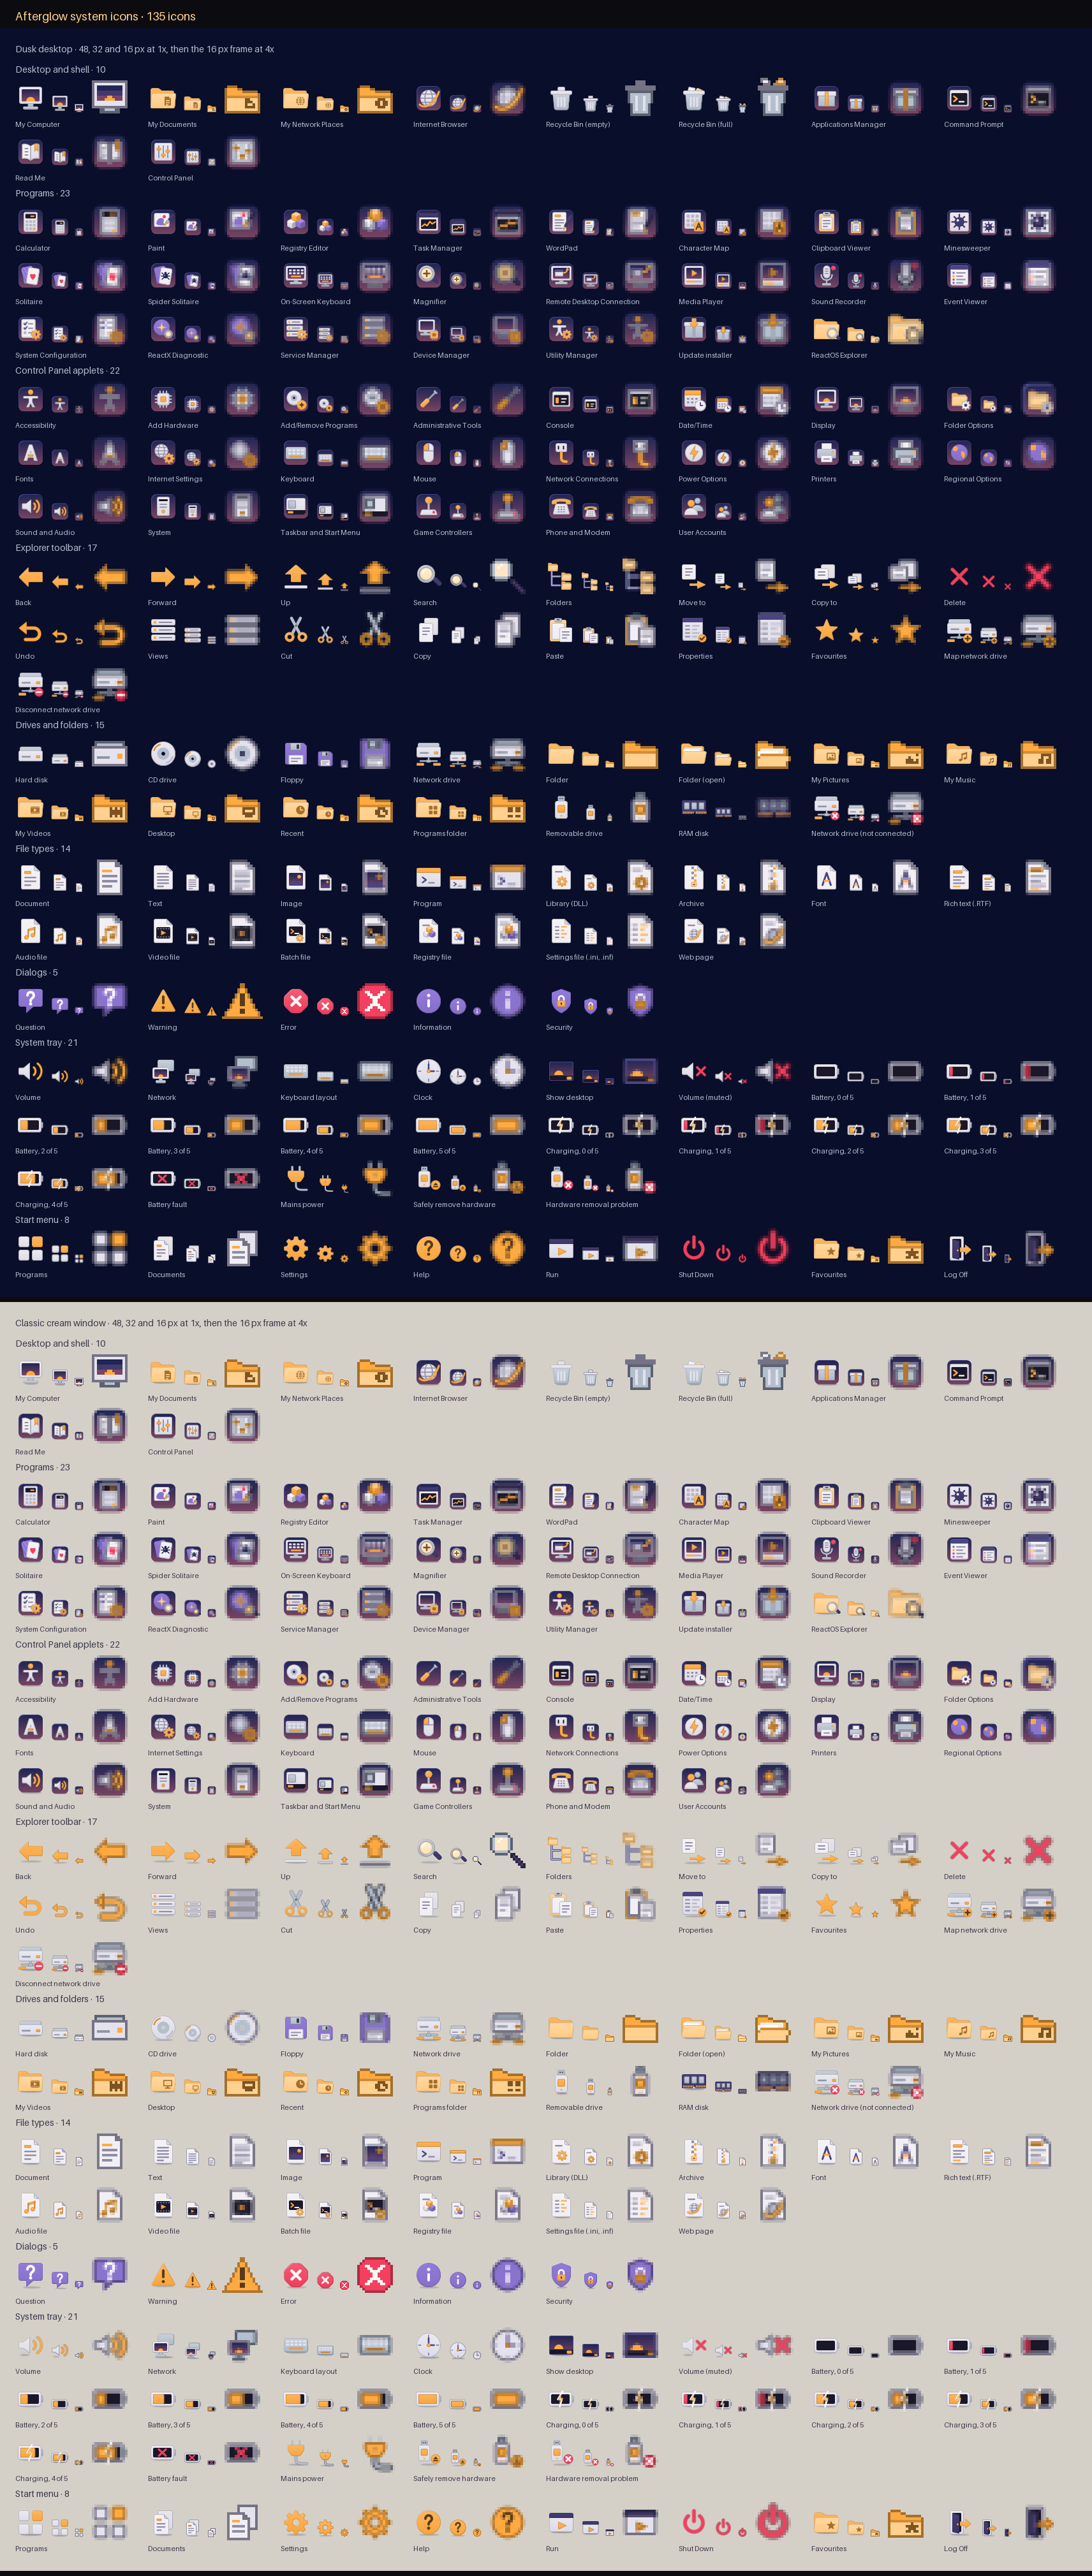 Afterglow system icons · 135 icons
Dusk desktop · 48, 32 and 16 px at 1x, then the 16 px frame at 4x
Desktop and shell · 10
My Computer My Documents My Network Places Internet Browser Recycle Bin (empty) Recycle Bin (full) Applications Manager Command Prompt
Read Me Control Panel
Programs · 23
Calculator Paint Registry Editor Task Manager WordPad Character Map Clipboard Viewer Minesweeper
Solitaire Spider Solitaire On-Screen Keyboard Magnifier Remote Desktop Connection Media Player Sound Recorder Event Viewer
System Configuration ReactX Diagnostic Service Manager Device Manager Utility Manager Update installer ReactOS Explorer
Control Panel applets · 22
Accessibility Add Hardware Add/Remove Programs Administrative Tools Console Date/Time Display Folder Options
Fonts Internet Settings Keyboard Mouse Network Connections Power Options Printers Regional Options
Sound and Audio System Taskbar and Start Menu Game Controllers Phone and Modem User Accounts
Explorer toolbar · 17
Back Forward Up Search Folders Move to Copy to Delete
Undo Views Cut Copy Paste Properties Favourites Map network drive
Disconnect network drive
Drives and folders · 15
Hard disk CD drive Floppy Network drive Folder Folder (open) My Pictures My Music
My Videos Desktop Recent Programs folder Removable drive RAM disk Network drive (not connected)
File types · 14
Document Text Image Program Library (DLL) Archive Font Rich text (.RTF)
Audio file Video file Batch file Registry file Settings file (.ini, .inf) Web page
Dialogs · 5
Question Warning Error Information Security
System tray · 21
Volume Network Keyboard layout Clock Show desktop Volume (muted) Battery, 0 of 5 Battery, 1 of 5
Battery, 2 of 5 Battery, 3 of 5 Battery, 4 of 5 Battery, 5 of 5 Charging, 0 of 5 Charging, 1 of 5 Charging, 2 of 5 Charging, 3 of 5
Charging, 4 of 5 Battery fault Mains power Safely remove hardware Hardware removal problem
Start menu · 8
Programs Documents Settings Help Run Shut Down Favourites Log Off
Classic cream window · 48, 32 and 16 px at 1x, then the 16 px frame at 4x
Desktop and shell · 10
My Computer My Documents My Network Places Internet Browser Recycle Bin (empty) Recycle Bin (full) Applications Manager Command Prompt
Read Me Control Panel
Programs · 23
Calculator Paint Registry Editor Task Manager WordPad Character Map Clipboard Viewer Minesweeper
Solitaire Spider Solitaire On-Screen Keyboard Magnifier Remote Desktop Connection Media Player Sound Recorder Event Viewer
System Configuration ReactX Diagnostic Service Manager Device Manager Utility Manager Update installer ReactOS Explorer
Control Panel applets · 22
Accessibility Add Hardware Add/Remove Programs Administrative Tools Console Date/Time Display Folder Options
Fonts Internet Settings Keyboard Mouse Network Connections Power Options Printers Regional Options
Sound and Audio System Taskbar and Start Menu Game Controllers Phone and Modem User Accounts
Explorer toolbar · 17
Back Forward Up Search Folders Move to Copy to Delete
Undo Views Cut Copy Paste Properties Favourites Map network drive
Disconnect network drive
Drives and folders · 15
Hard disk CD drive Floppy Network drive Folder Folder (open) My Pictures My Music
My Videos Desktop Recent Programs folder Removable drive RAM disk Network drive (not connected)
File types · 14
Document Text Image Program Library (DLL) Archive Font Rich text (.RTF)
Audio file Video file Batch file Registry file Settings file (.ini, .inf) Web page
Dialogs · 5
Question Warning Error Information Security
System tray · 21
Volume Network Keyboard layout Clock Show desktop Volume (muted) Battery, 0 of 5 Battery, 1 of 5
Battery, 2 of 5 Battery, 3 of 5 Battery, 4 of 5 Battery, 5 of 5 Charging, 0 of 5 Charging, 1 of 5 Charging, 2 of 5 Charging, 3 of 5
Charging, 4 of 5 Battery fault Mains power Safely remove hardware Hardware removal problem
Start menu · 8
Programs Documents Settings Help Run Shut Down Favourites Log Off